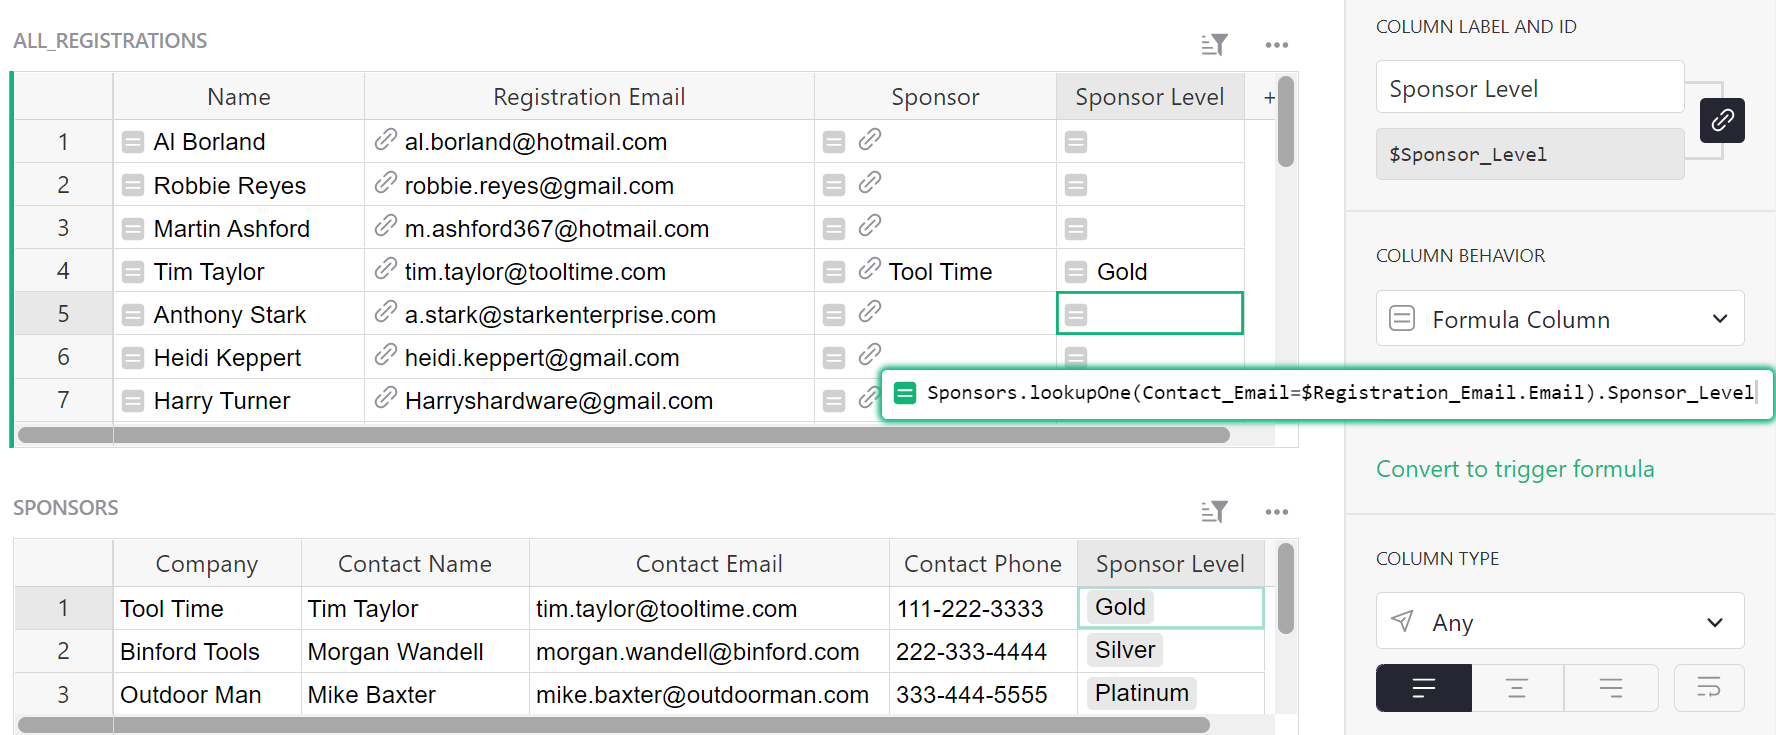 ALL_REGISTRATIONS
Name Registration Email Sponsor Sponsor Level +
1 Al Borland al.borland@hotmail.com
2 Robbie Reyes robbie.reyes@gmail.com
3 Martin Ashford m.ashford367@hotmail.com
4 Tim Taylor tim.taylor@tooltime.com Tool Time Gold
5 Anthony Stark a.stark@starkenterprise.com
6 Heidi Keppert heidi.keppert@gmail.com
7 Harry Turner Harryshardware@gmail.com
Sponsors.lookupOne(Contact_Email=$Registration_Email.Email).Sponsor_Level
SPONSORS
Company Contact Name Contact Email Contact Phone Sponsor Level
1 Tool Time Tim Taylor tim.taylor@tooltime.com 111-222-3333 Gold
2 Binford Tools Morgan Wandell morgan.wandell@binford.com 222-333-4444 Silver
3 Outdoor Man Mike Baxter mike.baxter@outdoorman.com 333-444-5555 Platinum
COLUMN LABEL AND ID
Sponsor Level
$Sponsor_Level
COLUMN BEHAVIOR
Formula Column
Convert to trigger formula
COLUMN TYPE
Any